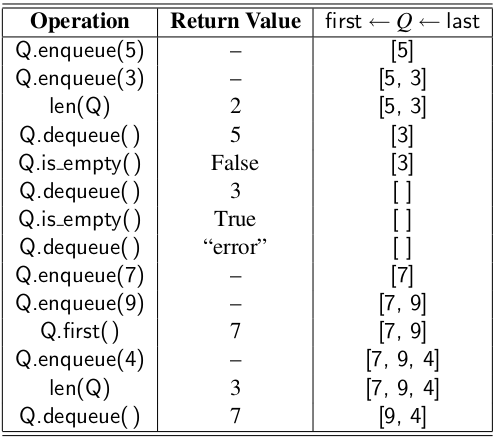 Operation Return Value first ← Q ← last
Q.enqueue(5) – [5]
Q.enqueue(3) – [5, 3]
len(Q) 2 [5, 3]
Q.dequeue( ) 5 [3]
Q.is_empty( ) False [3]
Q.dequeue( ) 3 [ ]
Q.is_empty( ) True [ ]
Q.dequeue( ) “error” [ ]
Q.enqueue(7) – [7]
Q.enqueue(9) – [7, 9]
Q.first( ) 7 [7, 9]
Q.enqueue(4) – [7, 9, 4]
len(Q) 3 [7, 9, 4]
Q.dequeue( ) 7 [9, 4]